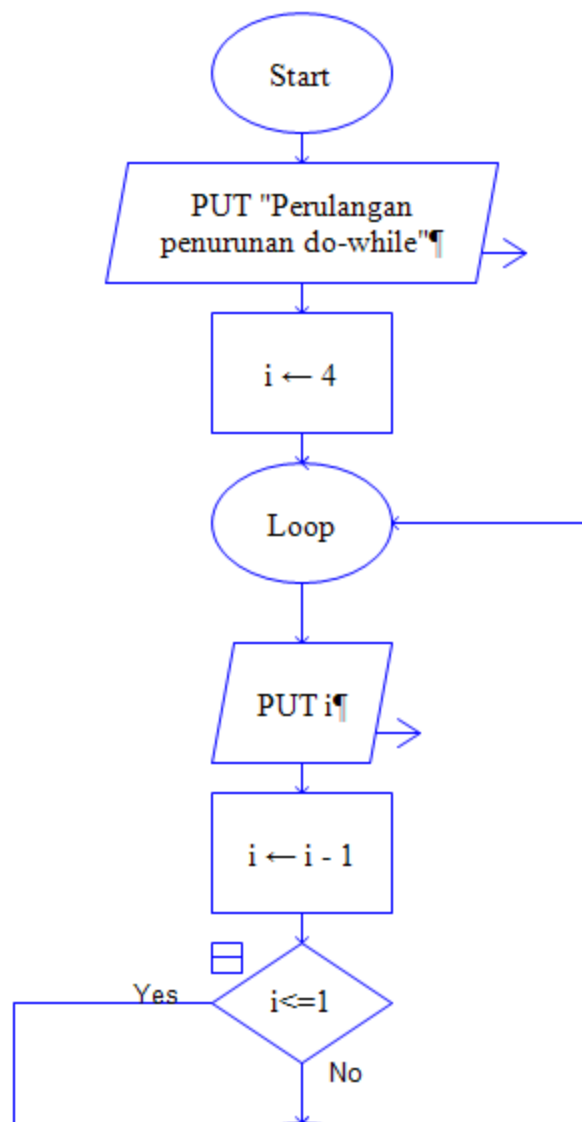 Start
PUT "Perulangan
penurunan do-while"¶
i ← 4
Loop
PUT i¶
i ← i - 1
i<=1
Yes
No